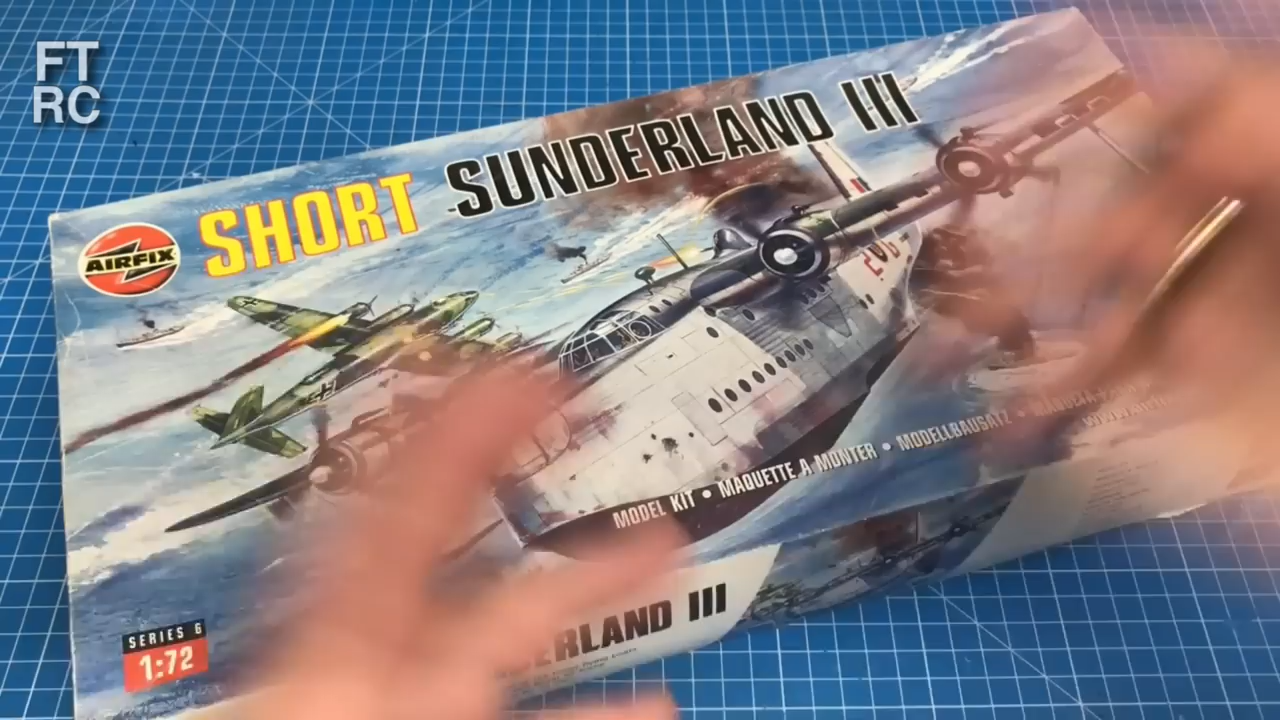 FT
RC
AIRFIX
SHORT SUNDERLAND III
MODEL KIT • MAQUETTE A MONTER • MODELLBAUSATZ •
SERIES 6
1:72
ERLAND III